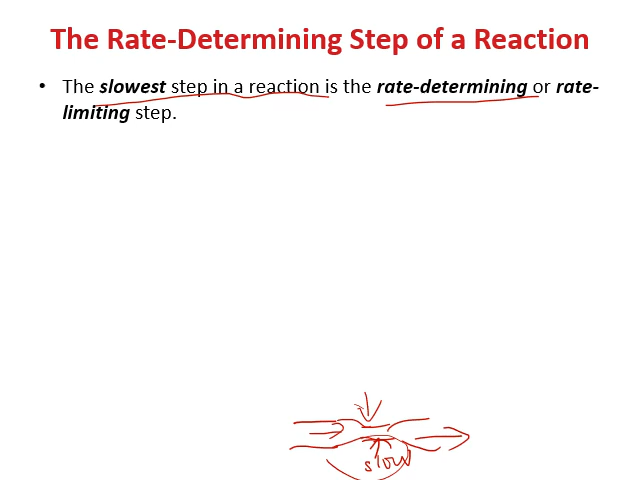 The Rate-Determining Step of a Reaction
• The slowest step in a reaction is the rate-determining or rate-
limiting step.
slow